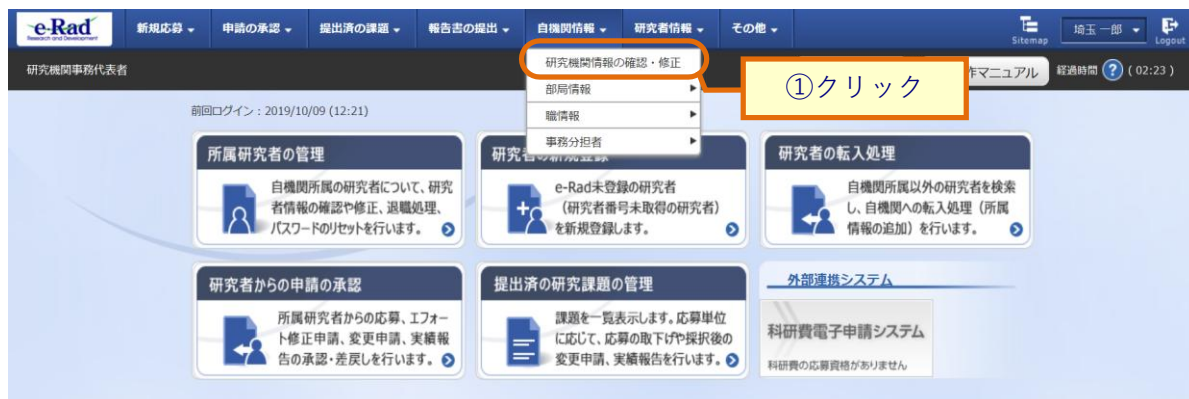 e-Rad
Research and Development
新規応募
申請の承認
提出済の課題
報告書の提出
自機関情報
研究者情報
その他
Sitemap
埼玉 一郎
Logout
研究機関事務代表者
作マニュアル
経過時間 ? ( 02:23 )
研究機関情報の確認・修正
部局情報
職情報
事務分担者
①クリック
前回ログイン : 2019/10/09 (12:21)
所属研究者の管理
自機関所属の研究者について、研究
者情報の確認や修正、退職処理、
パスワードのリセットを行います。
研究者の新規登録
e-Rad未登録の研究者
（研究者番号未取得の研究者）
を新規登録します。
研究者の転入処理
自機関所属以外の研究者を検索
し、自機関への転入処理（所属
情報の追加）を行います。
研究者からの申請の承認
所属研究者からの応募、エフォー
ト修正申請、変更申請、実績報
告の承認・差戻しを行います。
提出済の研究課題の管理
課題を一覧表示します。応募単位
に応じて、応募の取下げや採択後の
変更申請、実績報告を行います。
外部連携システム
科研費電子申請システム
科研費の応募資格がありません